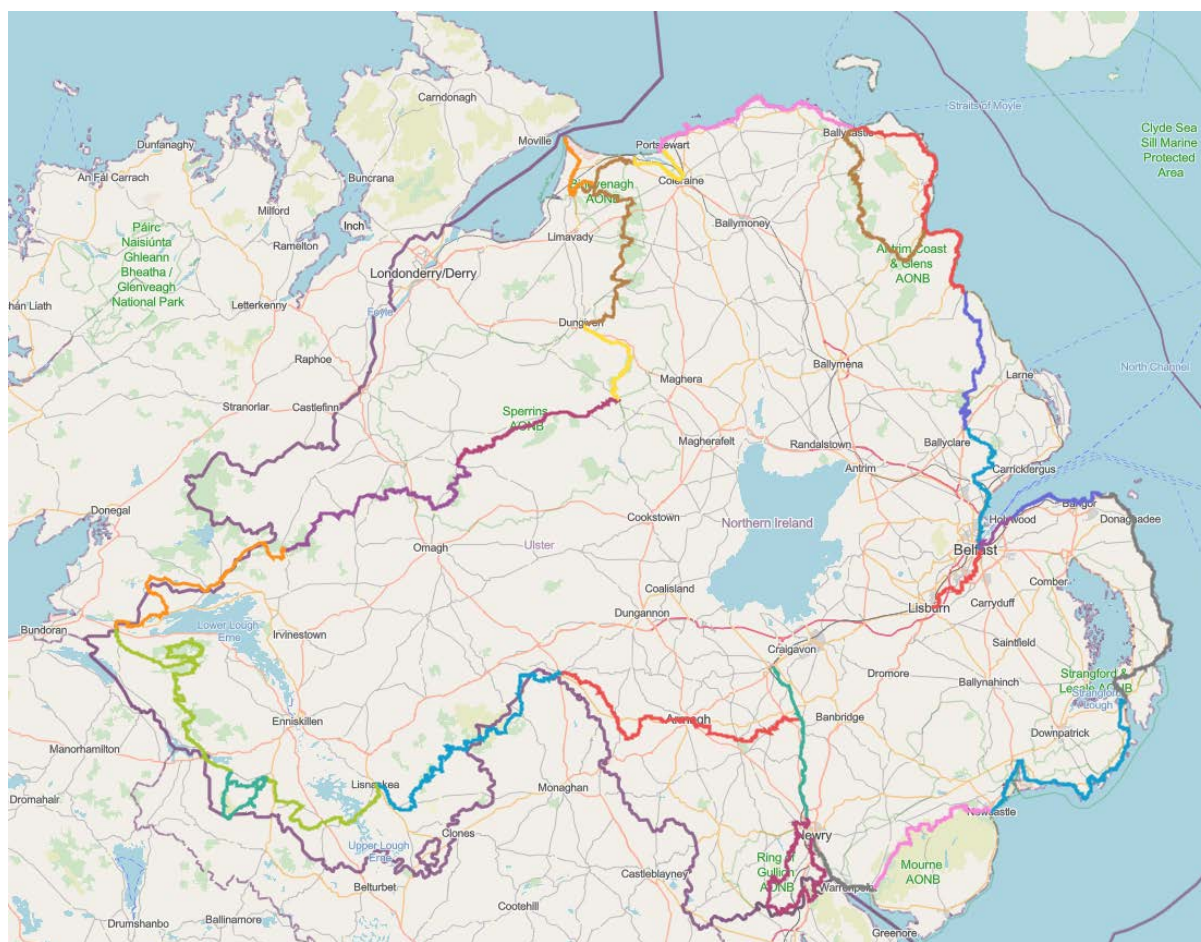 Carndonagh
Straits of Moyle
Clyde Sea
Sill Marine
Protected
Area
Dunfanaghy
Moville
Portstewart
Ballycastle
An Fál Carrach
Buncrana
Coleraine
Binevenagh
AONB
Milford
Inch
Ballymoney
Páirc
Naisiúnta
Ghleann
Bheatha /
Glenveagh
National Park
Ramelton
Limavady
Antrim Coast
& Glens
AONB
Londonderry/Derry
Letterkenny
hán Liath
Foyle
Dungiven
Raphoe
Ballymena
North Channel
Larne
Maghera
Stranorlar
Castlefinn
Sperrins
AONB
Magherafelt
Randalstown
Ballyclare
Antrim
Carrickfergus
Donegal
Cookstown
Northern Ireland
Holywood
Bangor
Donaghadee
Omagh
Ulster
Belfast
Coalisland
Comber
Lisburn
Carryduff
Dungannon
Bundoran
Lower Lough
Erne
Irvinestown
Craigavon
Saintfield
Dromore
Ballynahinch
Strangford &
Lecale AONB
Strangford
Lough
Enniskillen
Armagh
Banbridge
Downpatrick
Manorhamilton
Lisnaskea
Monaghan
Newcastle
Dromahair
Clones
Newry
Upper Lough
Erne
Ring of
Gullion
AONB
Mourne
AONB
Castleblayney
Warrenpoint
Belturbet
Cootehill
Drumshanbo
Ballinamore
Greenore